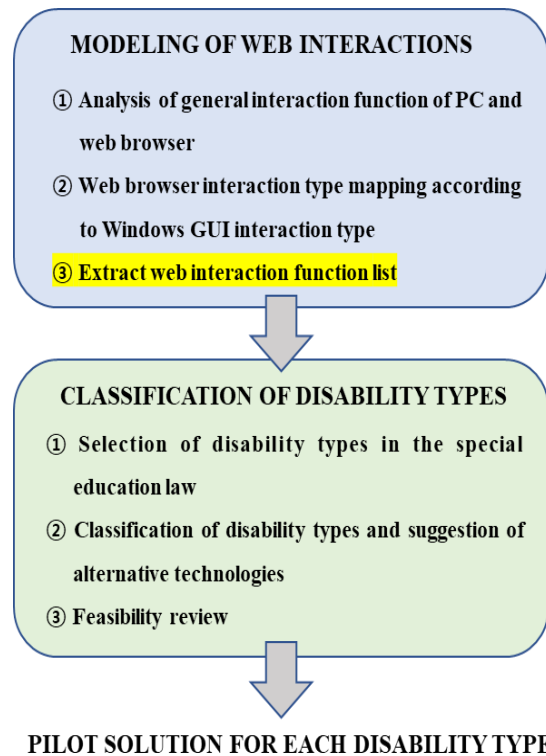 MODELING OF WEB INTERACTIONS
① Analysis of general interaction function of PC and
web browser
② Web browser interaction type mapping according
to Windows GUI interaction type
③ Extract web interaction function list
CLASSIFICATION OF DISABILITY TYPES
① Selection of disability types in the special
education law
② Classification of disability types and suggestion of
alternative technologies
③ Feasibility review
PILOT SOLUTION FOR EACH DISABILITY TYPE